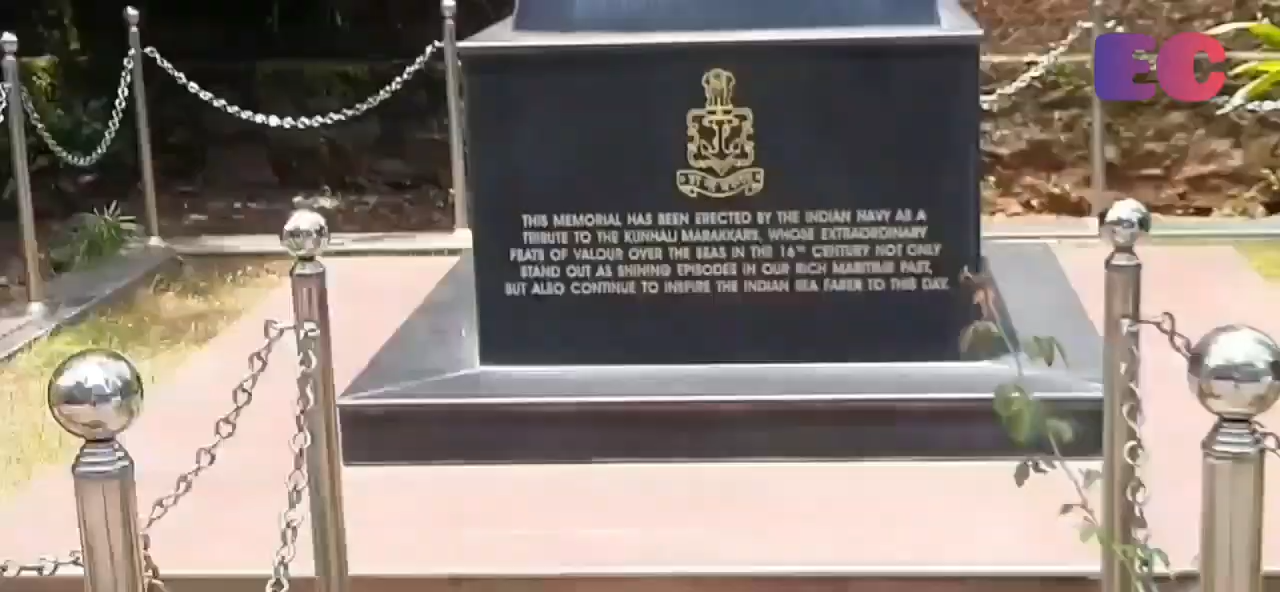 EC
THIS MEMORIAL HAS BEEN ERECTED BY THE INDIAN NAVY AS A
TRIBUTE TO THE KUNHALI MARAKKARS, WHOSE EXTRAORDINARY
FEATS OF VALOUR OVER THE SEAS IN THE 16TH CENTURY NOT ONLY
STAND OUT AS SHINING EPISODES IN OUR RICH MARITIME PAST,
BUT ALSO CONTINUE TO INSPIRE THE INDIAN SEA FARER TO THIS DAY.